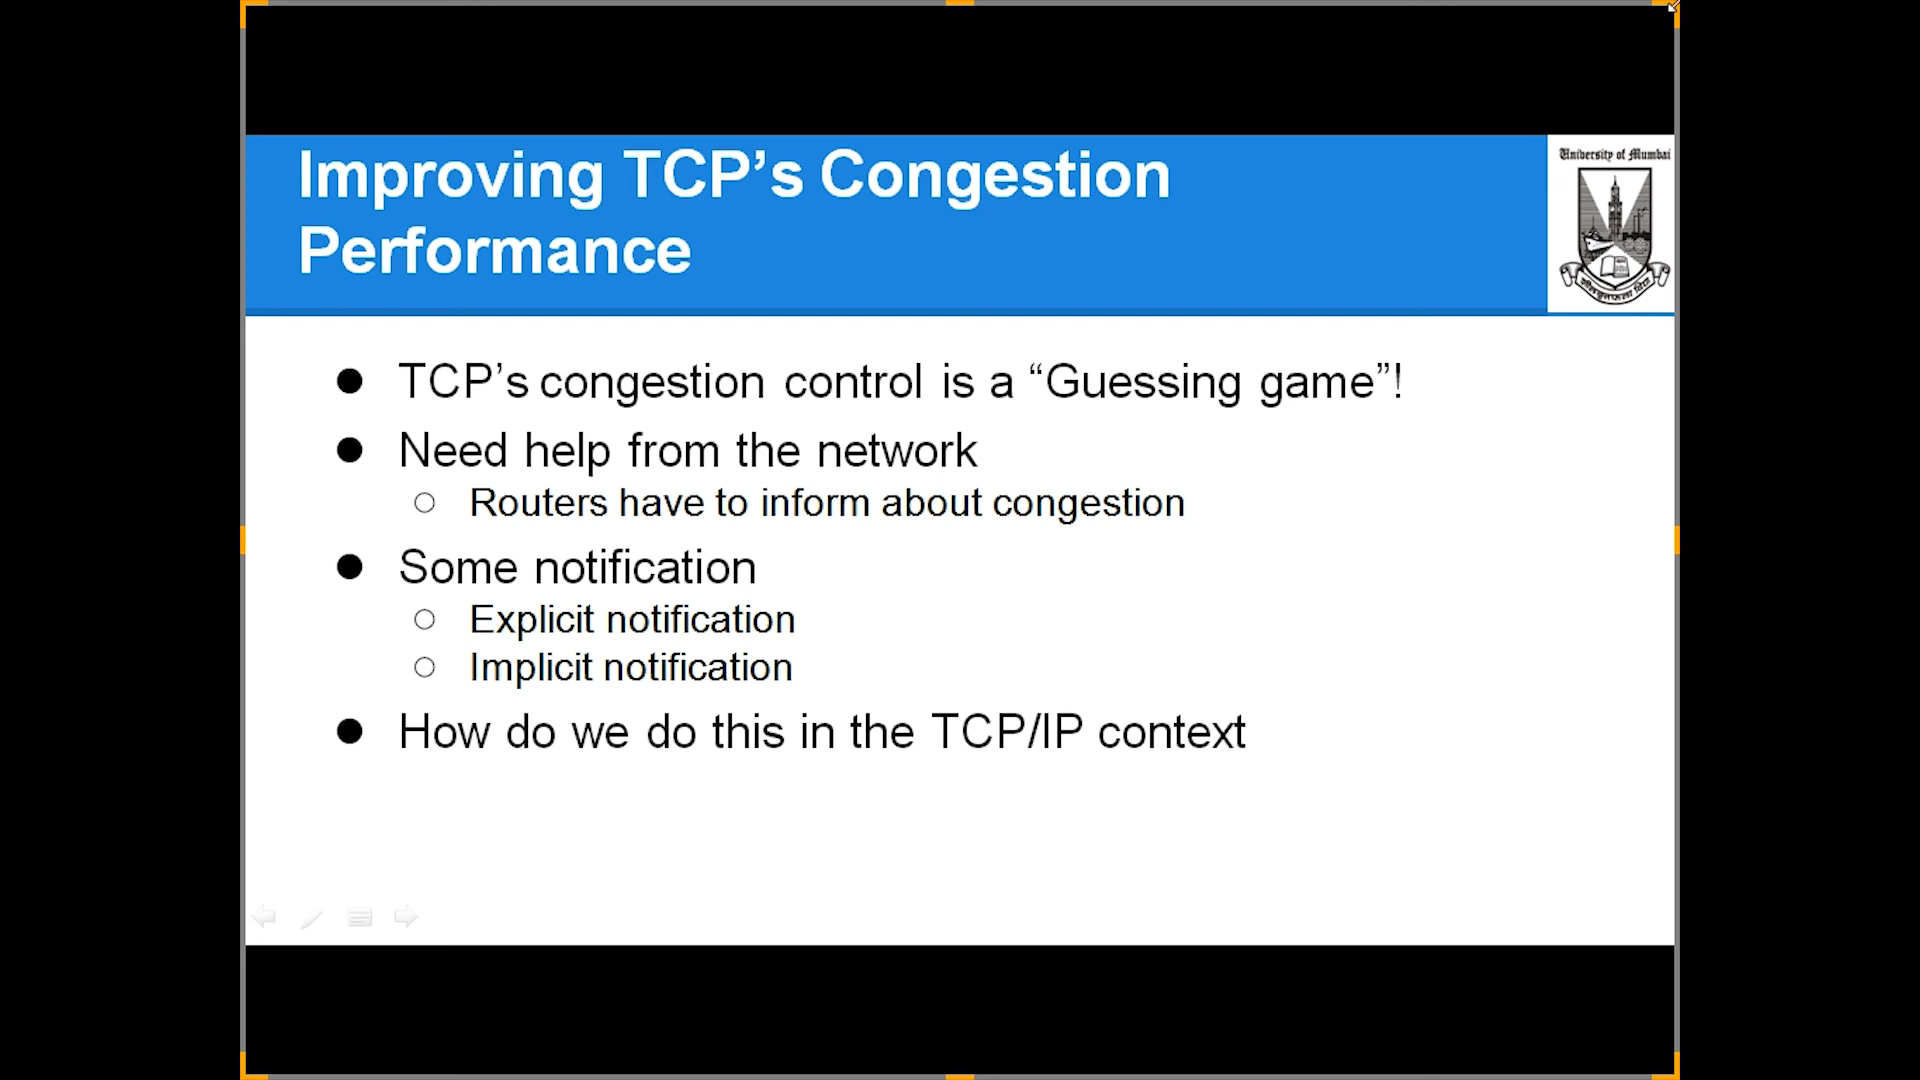 Improving TCP's Congestion
Performance
University of Mumbai
● TCP's congestion control is a “Guessing game”!
● Need help from the network
○ Routers have to inform about congestion
● Some notification
○ Explicit notification
○ Implicit notification
● How do we do this in the TCP/IP context